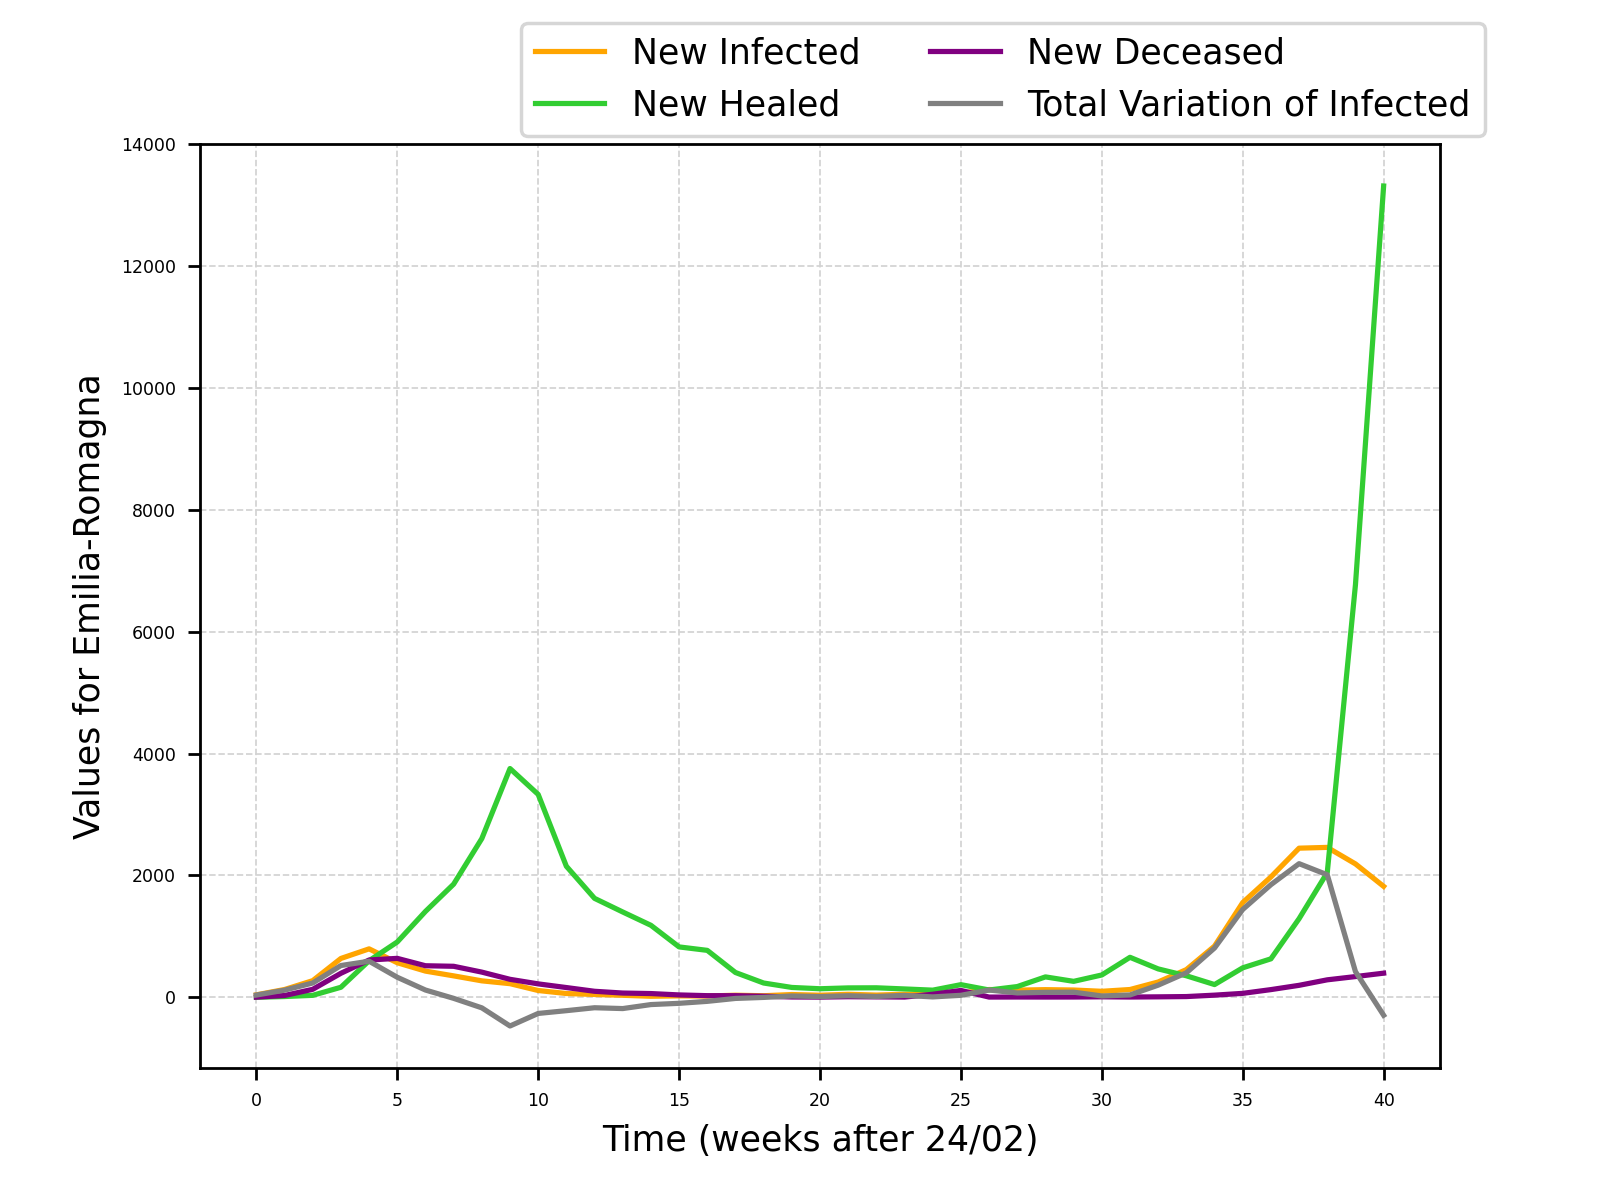 New Infected
New Healed
New Deceased
Total Variation of Infected
14000
12000
10000
8000
6000
4000
2000
0
Values for Emilia-Romagna
0 5 10 15 20 25 30 35 40
Time (weeks after 24/02)